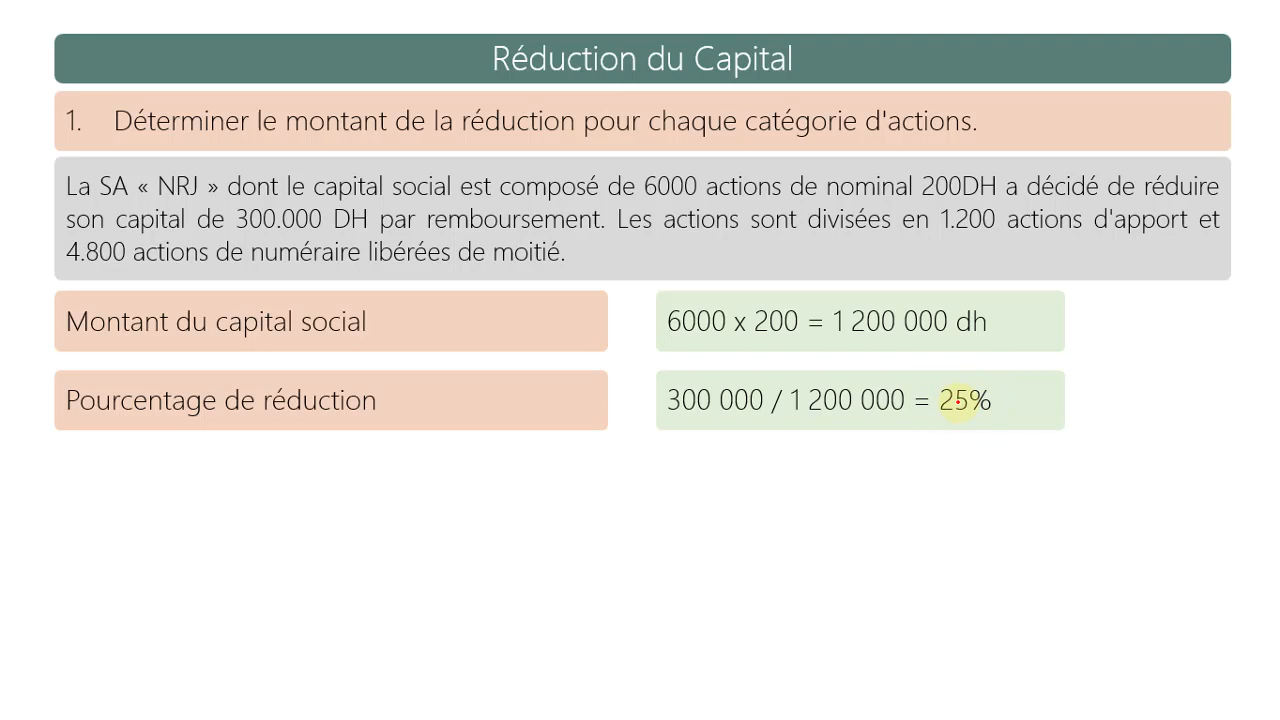 Réduction du Capital
1. Déterminer le montant de la réduction pour chaque catégorie d'actions.
La SA « NRJ » dont le capital social est composé de 6000 actions de nominal 200DH a décidé de réduire
son capital de 300.000 DH par remboursement. Les actions sont divisées en 1.200 actions d'apport et
4.800 actions de numéraire libérées de moitié.
Montant du capital social
6000 x 200 = 1 200 000 dh
Pourcentage de réduction
300 000 / 1 200 000 = 25%